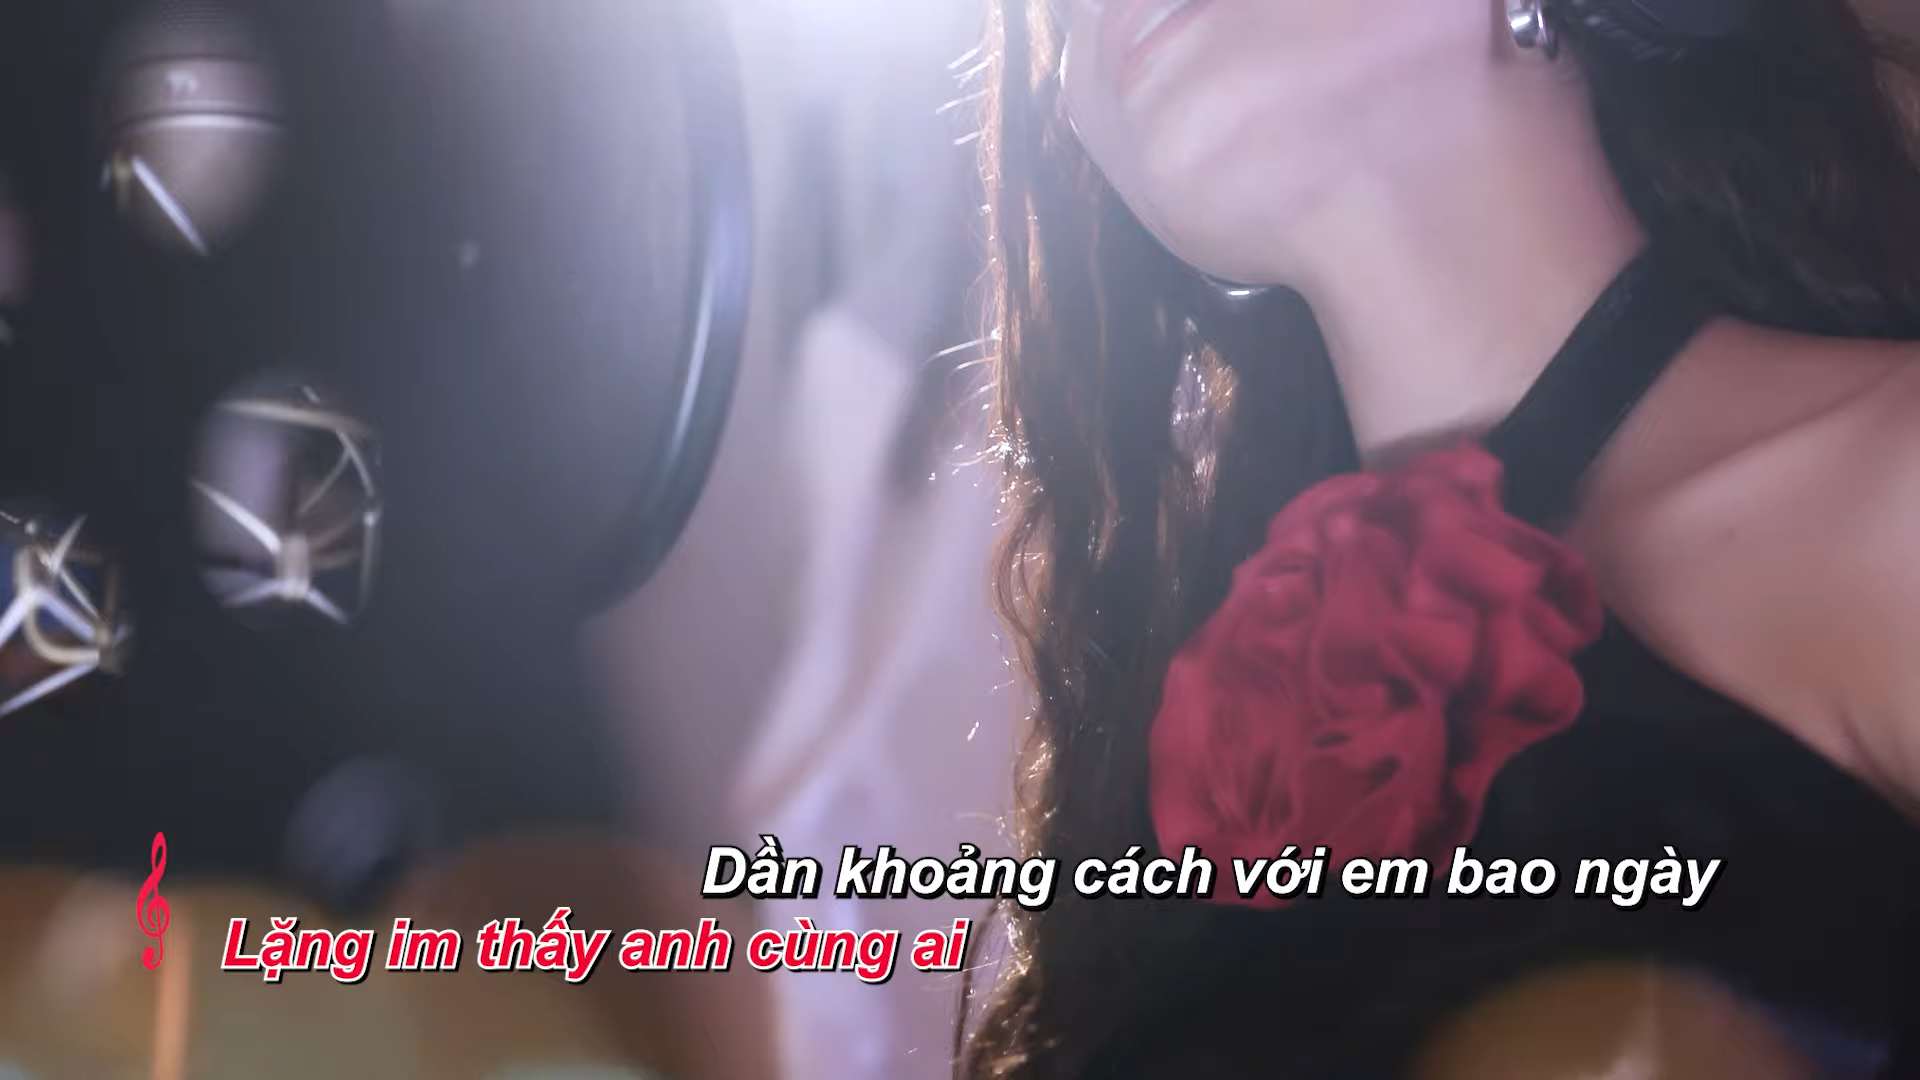 Dần khoảng cách với em bao ngày
Lặng im thấy anh cùng ai